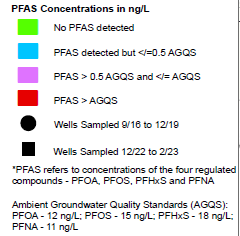 PFAS Concentrations in ng/L
No PFAS detected
PFAS detected but </=0.5 AGQS
PFAS > 0.5 AGQS and </= AGQS
PFAS > AGQS
Wells Sampled 9/16 to 12/19
Wells Sampled 12/22 to 2/23
*PFAS refers to concentrations of the four regulated
compounds - PFOA, PFOS, PFHxS and PFNA
Ambient Groundwater Quality Standards (AGQS):
PFOA - 12 ng/L; PFOS - 15 ng/L; PFHxS - 18 ng/L;
PFNA - 11 ng/L